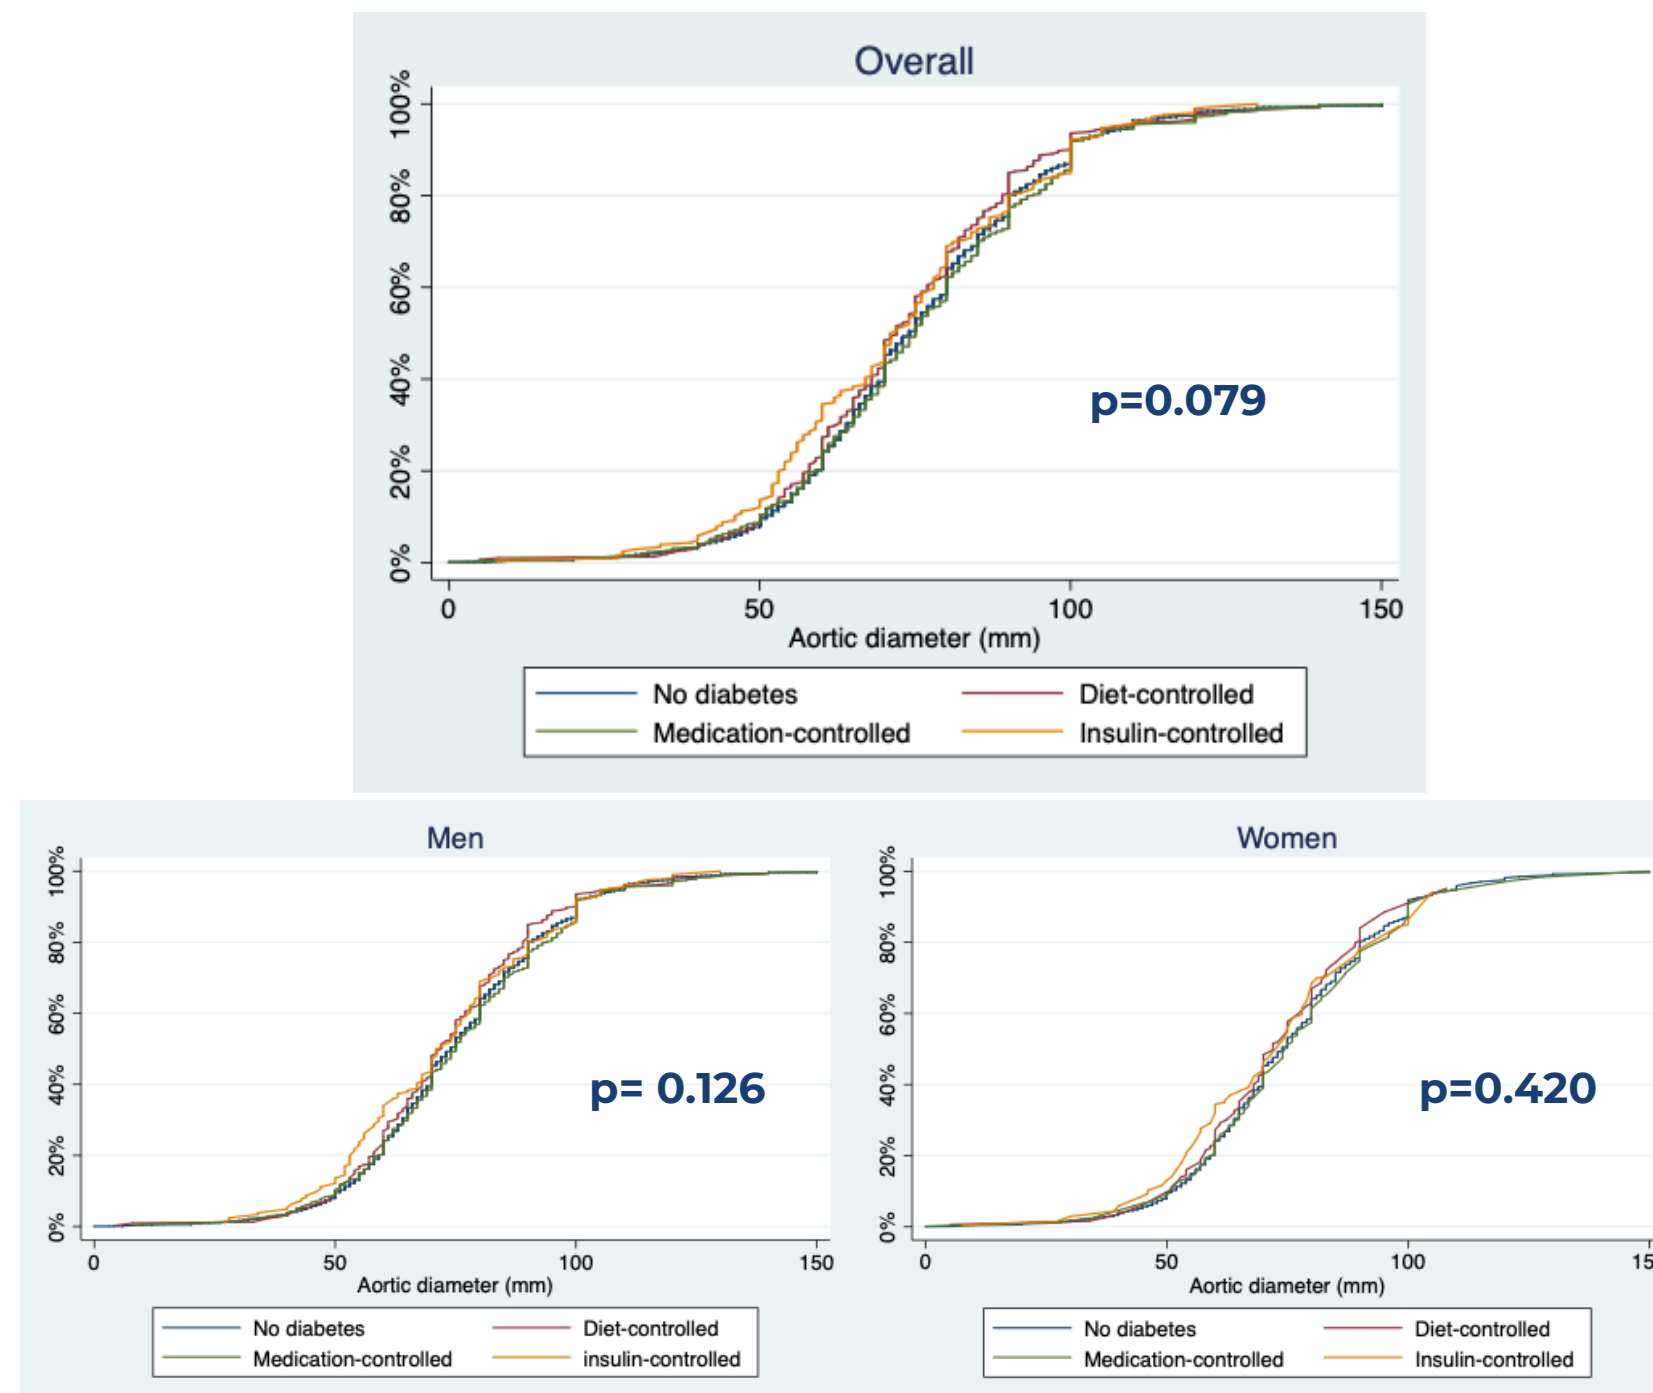 Overall
100%
80%
60%
40%
20%
0%
p=0.079
0 50 100 150
Aortic diameter (mm)
No diabetes Diet-controlled
Medication-controlled Insulin-controlled
Men
100%
80%
60%
40%
20%
0%
p= 0.126
0 50 100 150
Aortic diameter (mm)
No diabetes Diet-controlled
Medication-controlled insulin-controlled
Women
100%
80%
60%
40%
20%
0%
p=0.420
0 50 100 15
Aortic diameter (mm)
No diabetes Diet-controlled
Medication-controlled Insulin-controlled